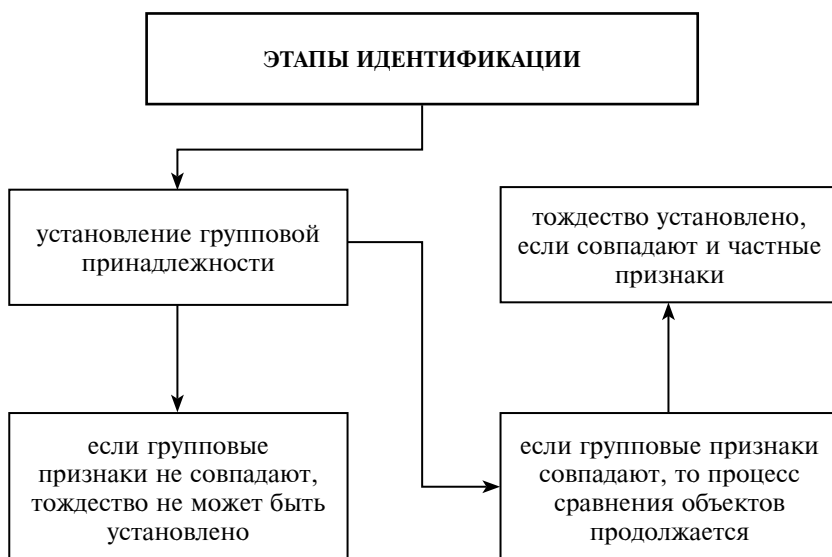 ЭТАПЫ ИДЕНТИФИКАЦИИ
установление групповой
принадлежности
тождество установлено,
если совпадают и частные
признаки
если групповые
признаки не совпадают,
тождество не может быть
установлено
если групповые признаки
совпадают, то процесс
сравнения объектов
продолжается